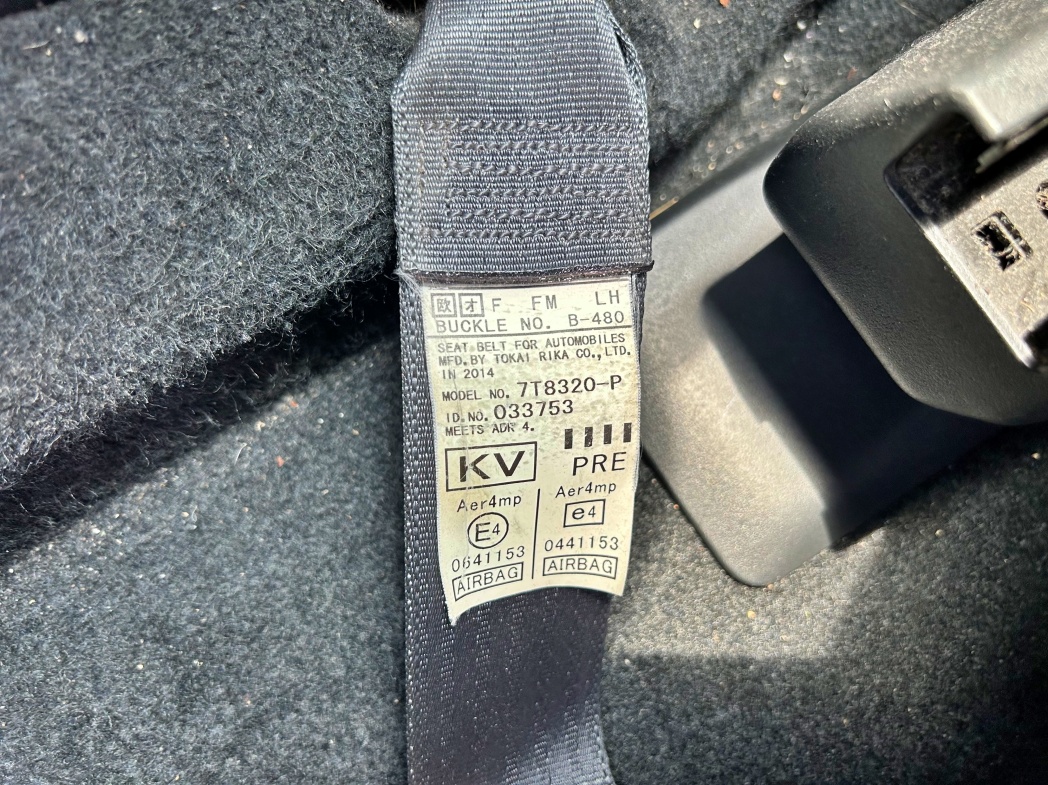 欧 オ F FM LH
BUCKLE NO. B-480
SEAT BELT FOR AUTOMOBILES
MFD. BY TOKAI RIKA CO., LTD.
IN 2014
MODEL NO. 7T8320-P
ID. NO. 033753
MEETS ADR 4.
KV PRE
Aer4mp Aer4mp
E4 e4
0641153 0441153
AIRBAG AIRBAG